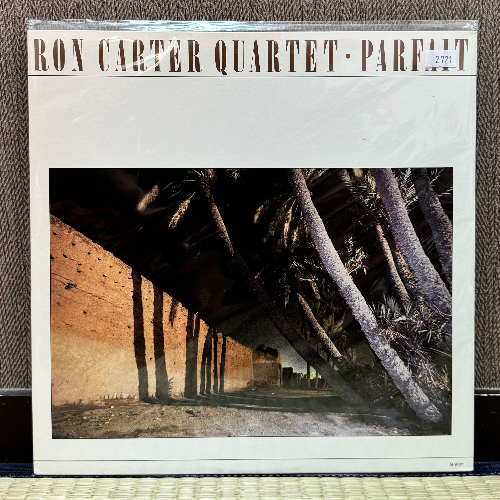 RON CARTER QUARTET · PARFAIT
2721